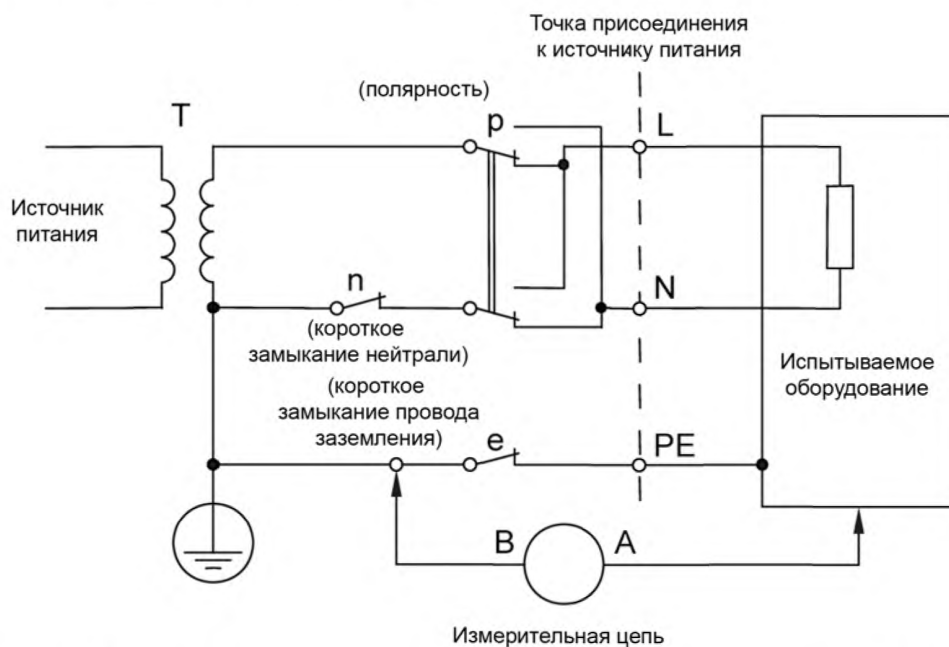 Точка присоединения
к источнику питания
(полярность)
T
p
L
Источник
питания
n
N
(короткое
замыкание нейтрали)
(короткое
замыкание провода
заземления)
Испытываемое
оборудование
e
PE
B
A
Измерительная цепь